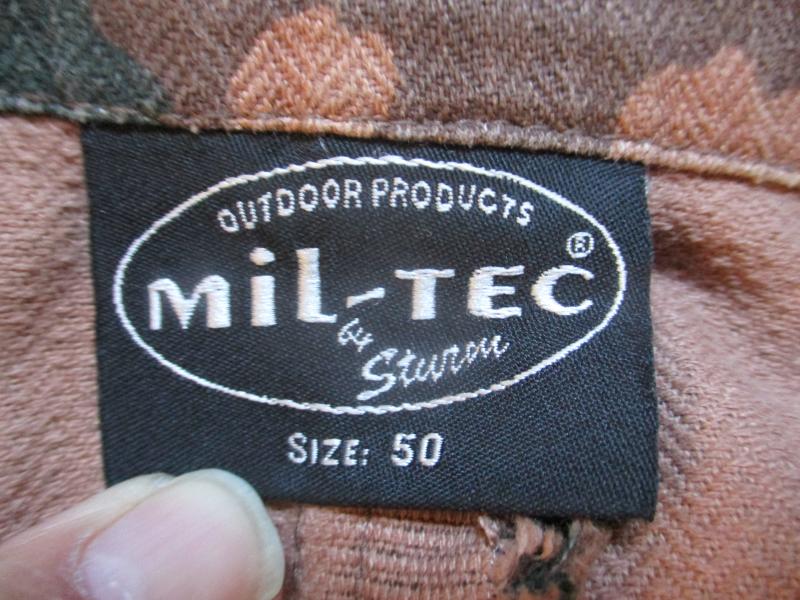 OUTDOOR PRODUCTS
MiL-TEC®
by Sturm
SIZE: 50